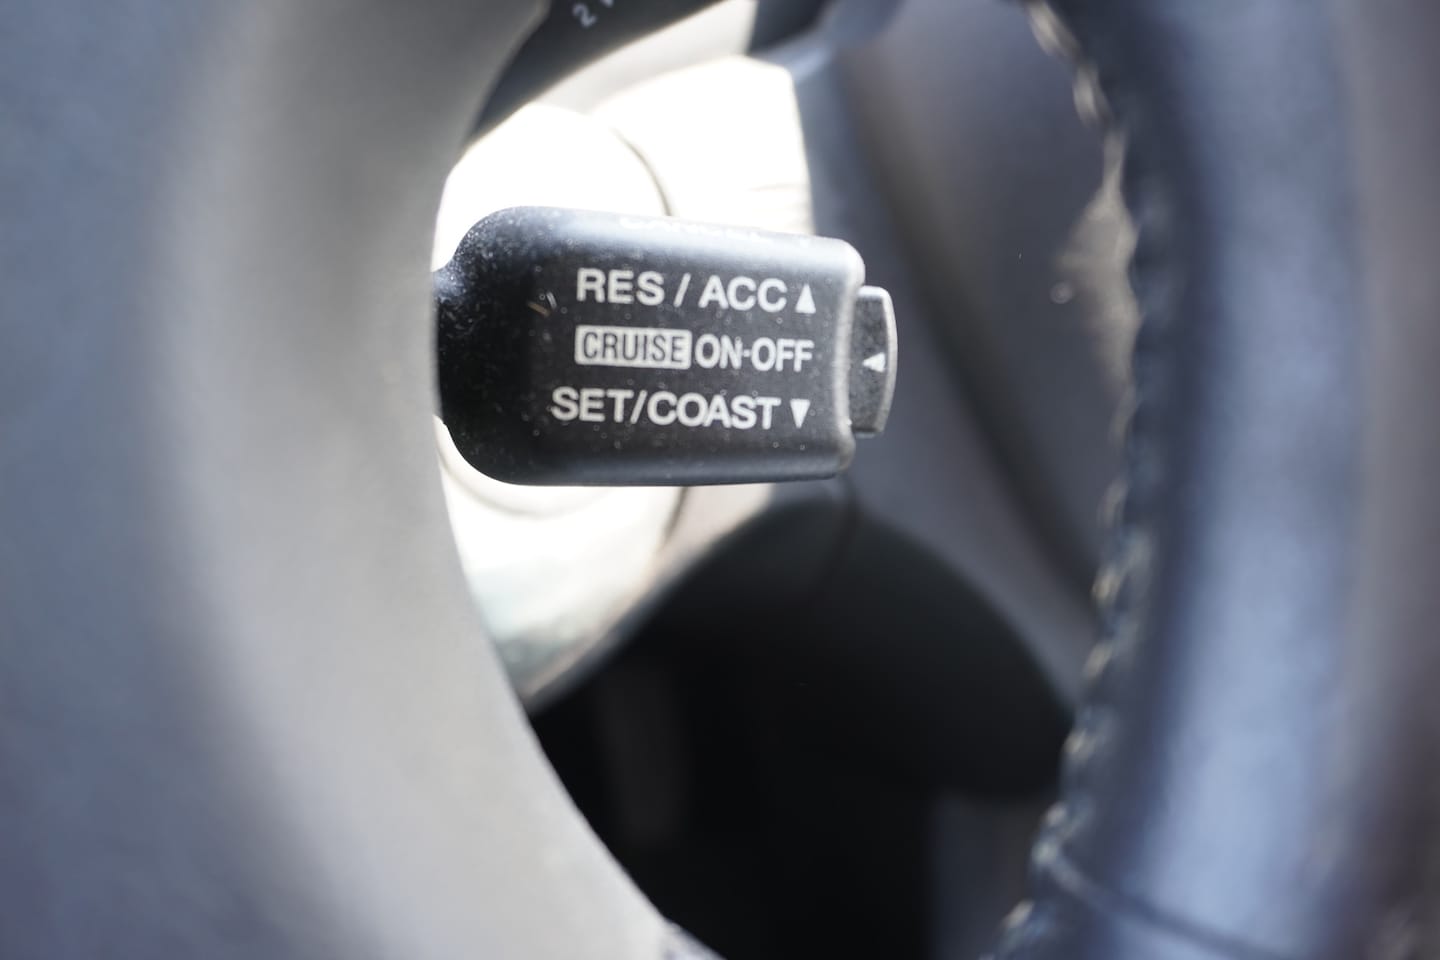 RES / ACC ▲
CRUISE ON-OFF
SET/COAST ▼